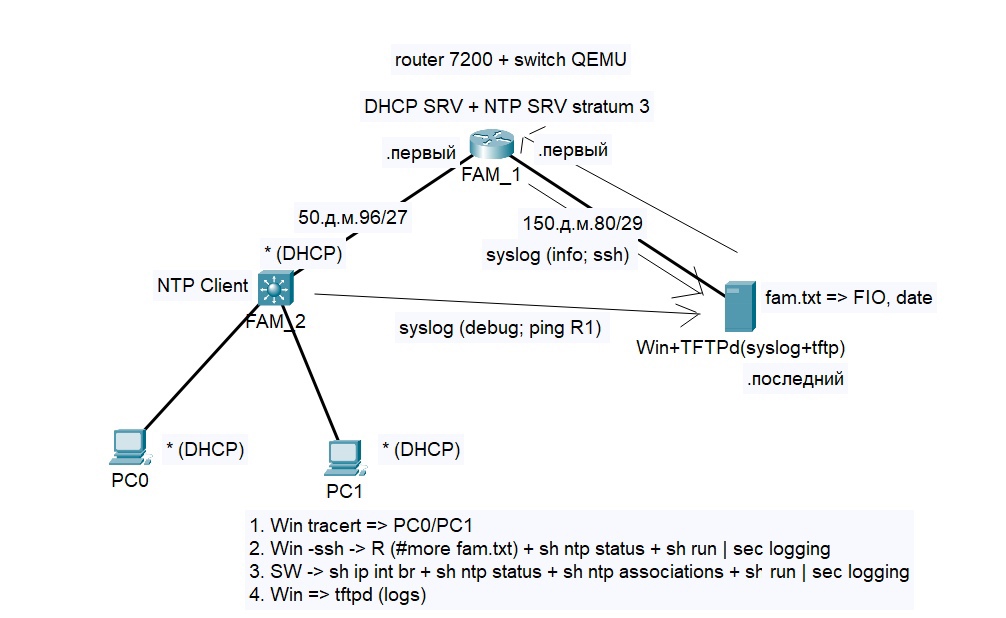 router 7200 + switch QEMU
DHCP SRV + NTP SRV stratum 3
.первый
.первый
FAM_1
50.д.м.96/27
150.д.м.80/29
* (DHCP)
syslog (info; ssh)
NTP Client
FAM_2
fam.txt => FIO, date
syslog (debug; ping R1)
Win+TFTPd(syslog+tftp)
.последний
* (DHCP)
* (DHCP)
PC0
PC1
1. Win tracert => PC0/PC1
2. Win -ssh -> R (#more fam.txt) + sh ntp status + sh run | sec logging
3. SW -> sh ip int br + sh ntp status + sh ntp associations + sh run | sec logging
4. Win => tftpd (logs)